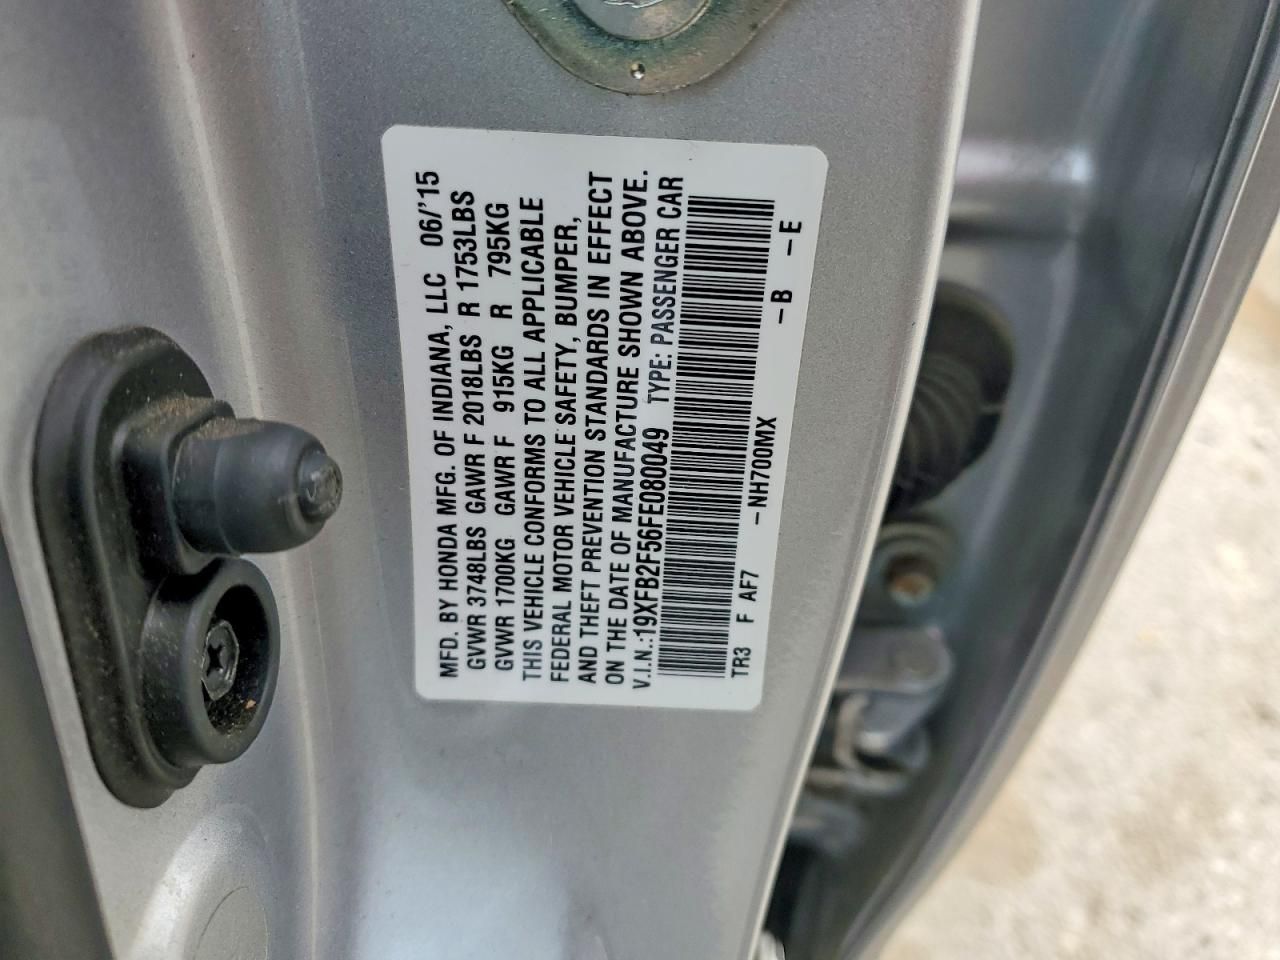 MFD. BY HONDA MFG. OF INDIANA, LLC 06/'15
GVWR 3748LBS GAWR F 2018LBS R 1753LBS
GVWR 1700KG GAWR F 915KG R 795KG
THIS VEHICLE CONFORMS TO ALL APPLICABLE
FEDERAL MOTOR VEHICLE SAFETY, BUMPER,
AND THEFT PREVENTION STANDARDS IN EFFECT
ON THE DATE OF MANUFACTURE SHOWN ABOVE.
V.I.N.:19XFB2F56FE080049 TYPE: PASSENGER CAR
TR3 F AF7 -NH700MX -B -E